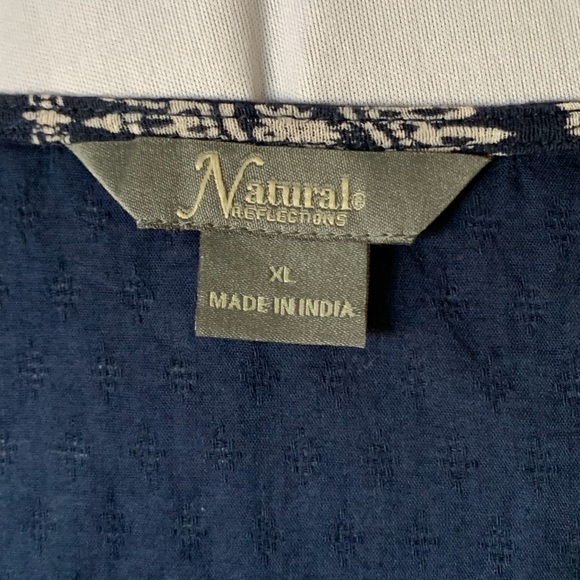 Natural®
REFLECTIONS
XL
MADE IN INDIA